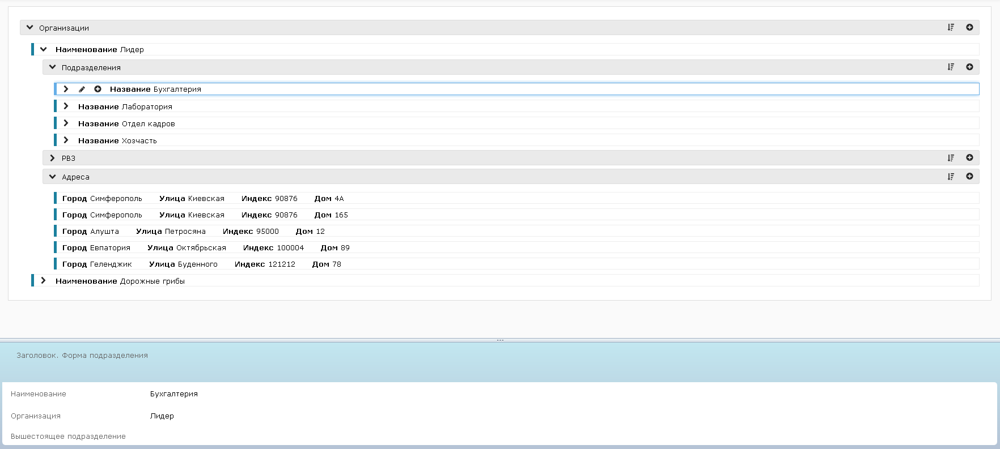 Организации
Наименование Лидер
Подразделения
Название Бухгалтерия
Название Лаборатория
Название Отдел кадров
Название Хозчасть
РВЗ
Адреса
Город Симферополь Улица Киевская Индекс 90876 Дом 4А
Город Симферополь Улица Киевская Индекс 90876 Дом 165
Город Алушта Улица Петросяна Индекс 95000 Дом 12
Город Евпатория Улица Октябрьская Индекс 100004 Дом 89
Город Геленджик Улица Буденного Индекс 121212 Дом 78
Наименование Дорожные грибы
Заголовок. Форма подразделения
Наименование Бухгалтерия
Организация Лидер
Вышестоящее подразделение